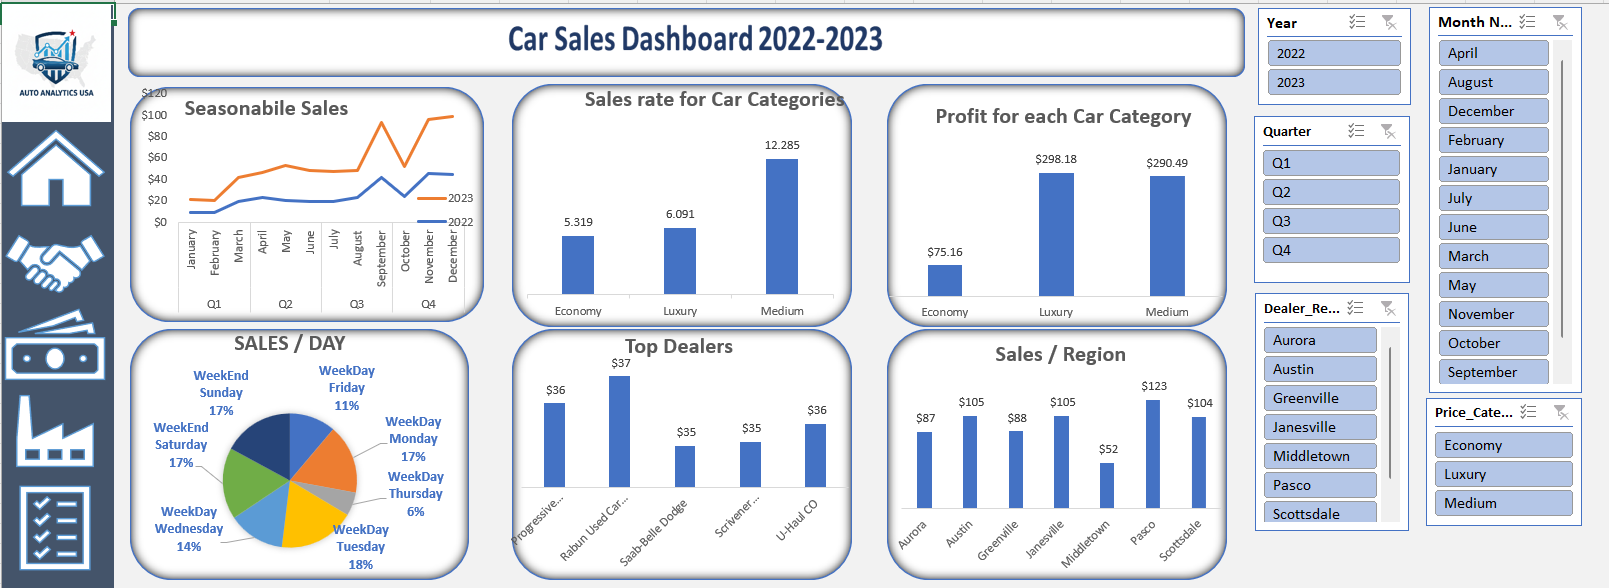 AUTO ANALYTICS USA
Car Sales Dashboard 2022-2023
Seasonabile Sales
$120
$100
$80
$60
$40
$20
$0
2023
2022
January
February
March
April
May
June
July
August
September
October
November
December
Q1
Q2
Q3
Q4
Sales rate for Car Categories
5.319
6.091
12.285
Economy
Luxury
Medium
Profit for each Car Category
$75.16
$298.18
$290.49
Economy
Luxury
Medium
SALES / DAY
WeekDay
Friday
11%
WeekDay
Monday
17%
WeekDay
Thursday
6%
WeekDay
Tuesday
18%
WeekDay
Wednesday
14%
WeekEnd
Saturday
17%
WeekEnd
Sunday
17%
Top Dealers
$36
$37
$35
$35
$36
Progressive...
Rabun Used Car...
Saab-Belle Dodge
Scrivener...
U-Haul CO
Sales / Region
$87
$105
$88
$105
$52
$123
$104
Aurora
Austin
Greenville
Janesville
Middletown
Pasco
Scottsdale
Year
2022
2023
Quarter
Q1
Q2
Q3
Q4
Dealer_Re...
Aurora
Austin
Greenville
Janesville
Middletown
Pasco
Scottsdale
Month N...
April
August
December
February
January
July
June
March
May
November
October
September
Price_Cate...
Economy
Luxury
Medium